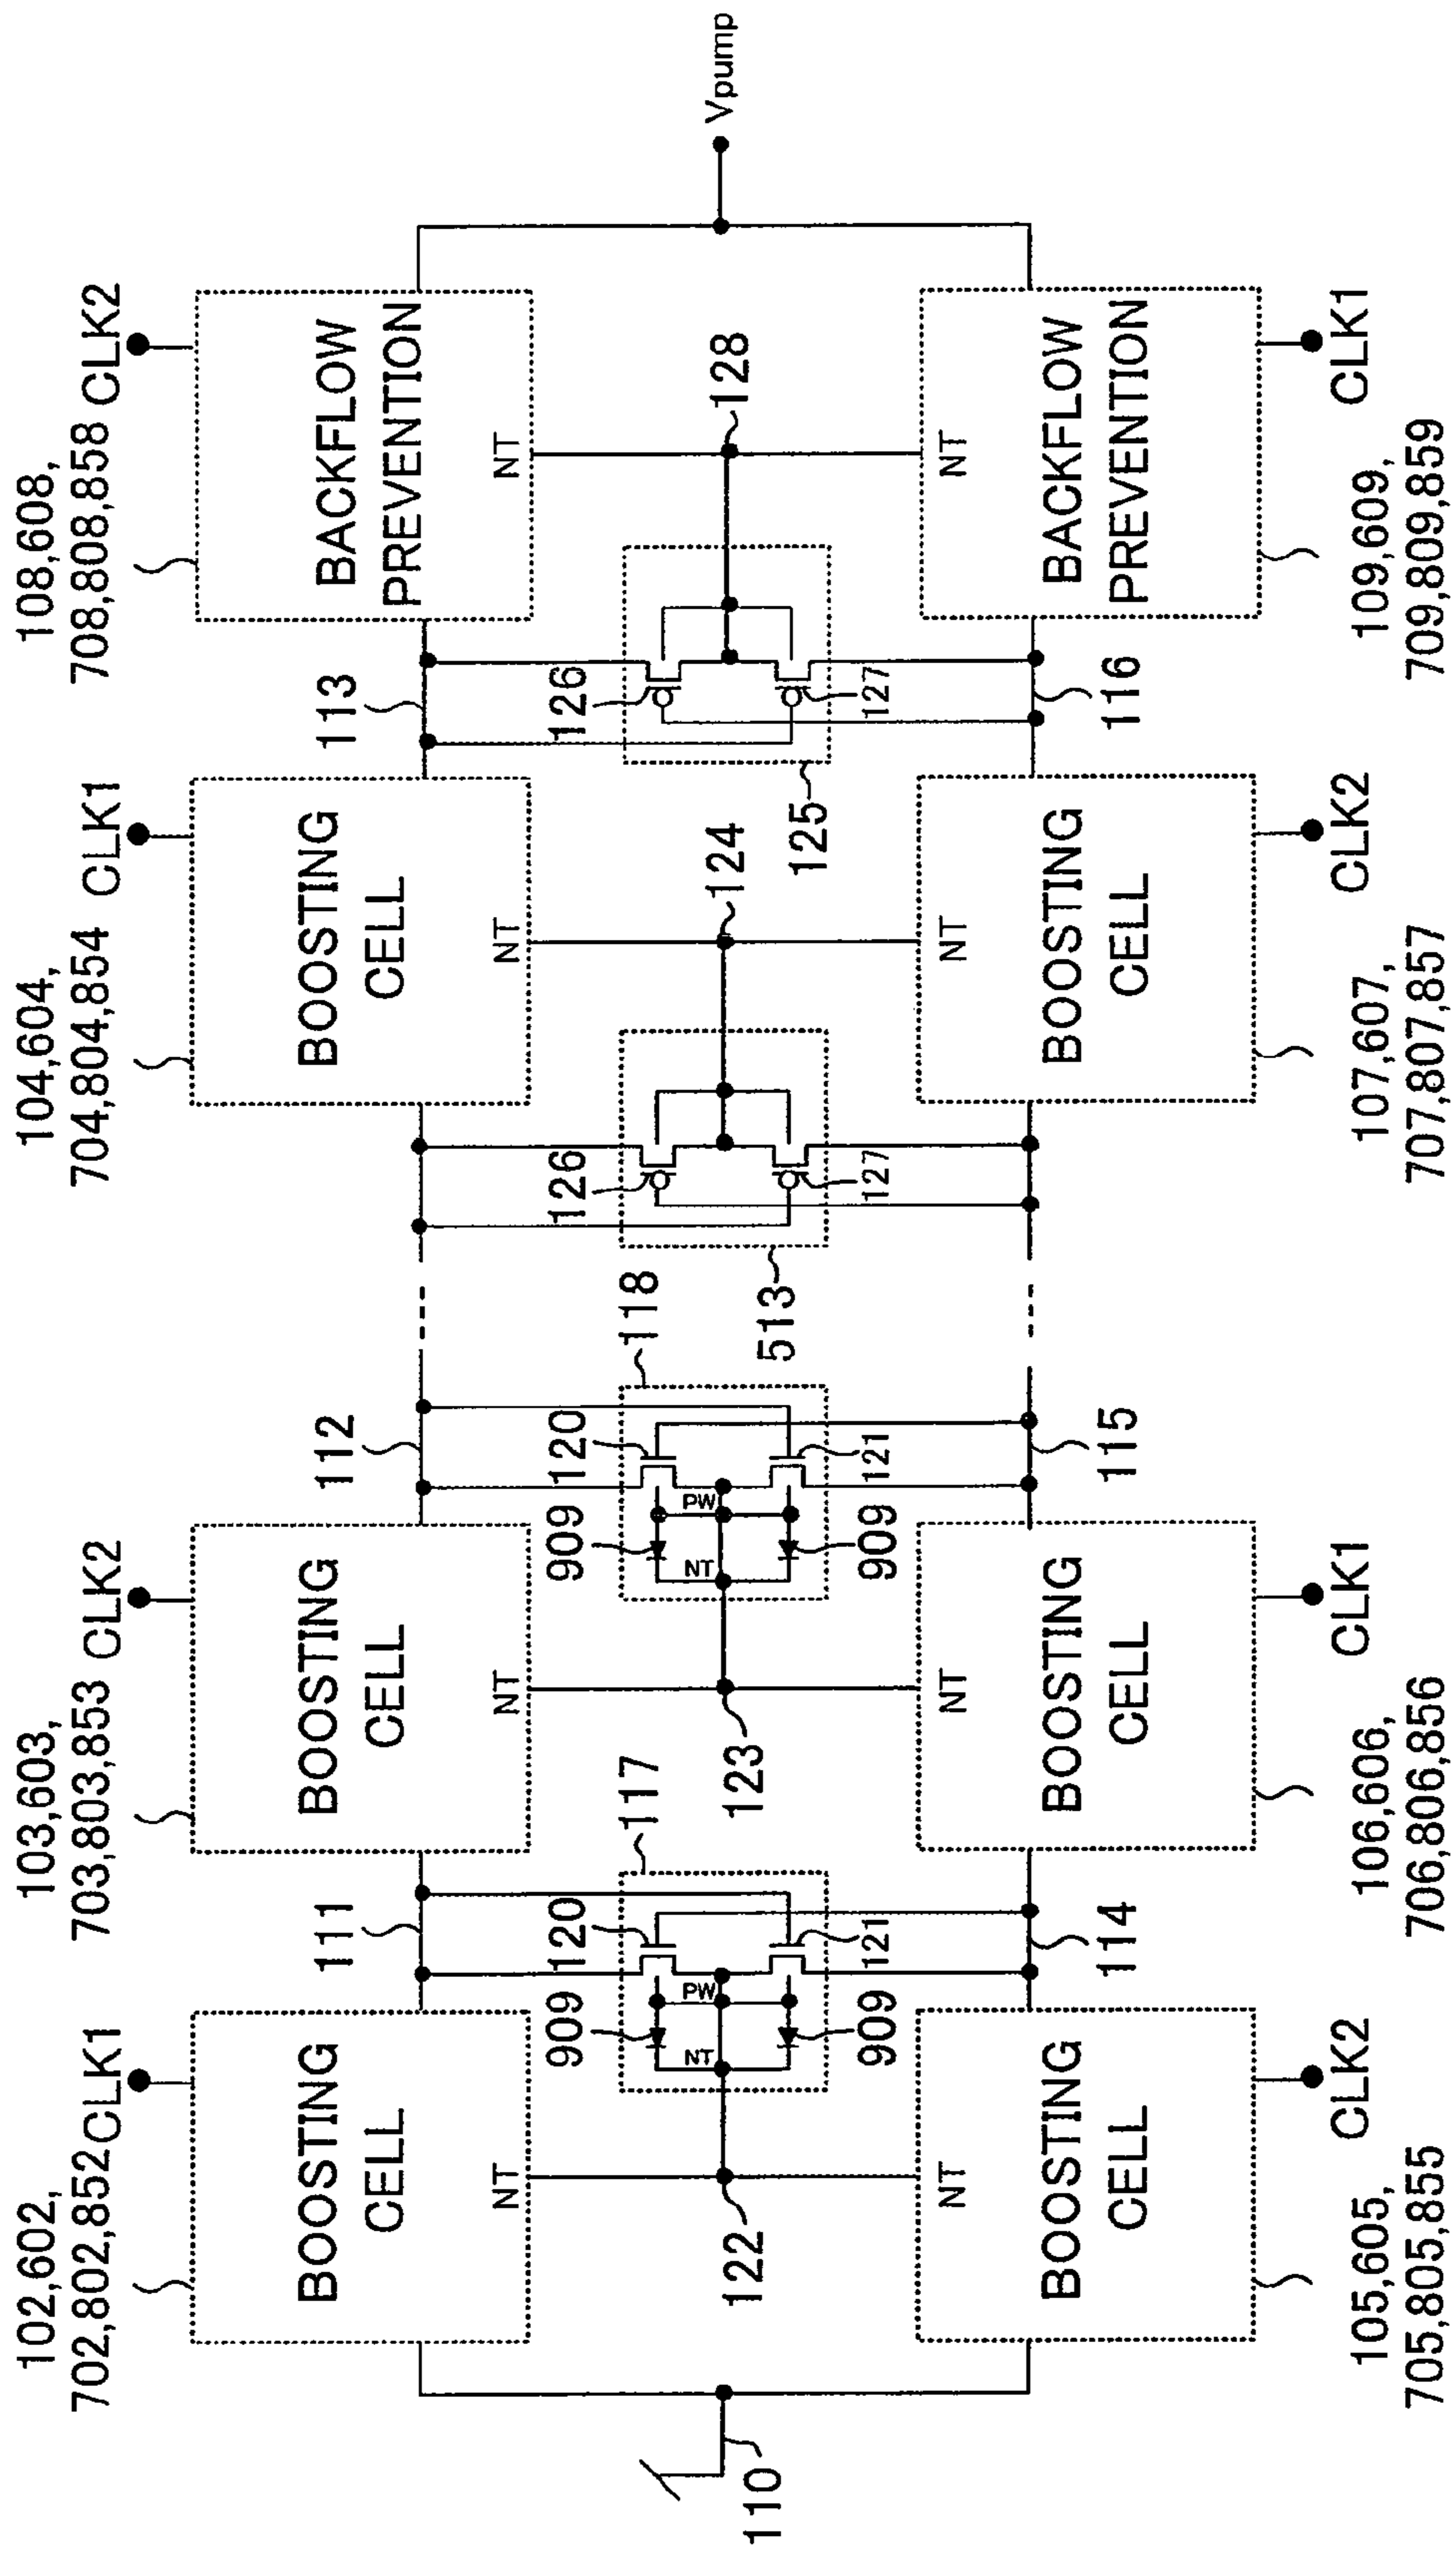 102,602,
702,802,852
CLK1
103,603,
703,803,853
CLK2
104,604,
704,804,854
CLK1
108,608,
708,808,858
CLK2
BOOSTING
CELL
NT
BOOSTING
CELL
NT
BOOSTING
CELL
NT
BACKFLOW
PREVENTION
NT
111
112
113
117
118
909
120
909
120
126
126
110
122
NT
PW
123
NT
PW
124
128
Vpump
909
121
909
121
513
127
125
127
114
115
116
NT
BOOSTING
CELL
NT
BOOSTING
CELL
NT
BOOSTING
CELL
NT
BACKFLOW
PREVENTION
105,605,
705,805,855
CLK2
106,606,
706,806,856
CLK1
107,607,
707,807,857
CLK2
109,609,
709,809,859
CLK1